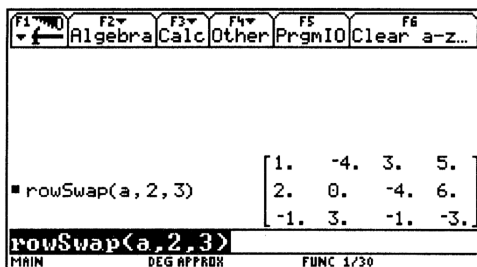 F1 F2 F3 F4 F5 F6
Algebra Calc Other PrgmIO Clear a-z…
[1. -4. 3. 5.]
▪ rowSwap(a,2,3) [2. 0. -4. 6.]
[-1. 3. -1. -3.]
rowSwap(a,2,3)
MAIN DEG APPROX FUNC 1/30